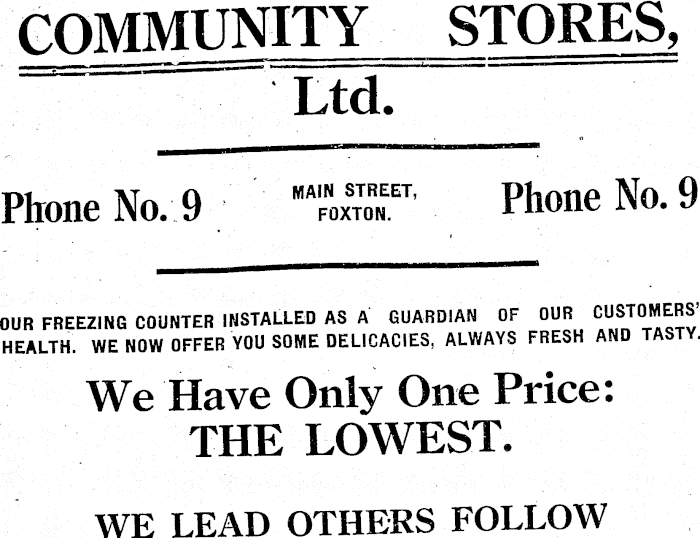 COMMUNITY STORES,
Ltd.
Phone No. 9 MAIN STREET, FOXTON. Phone No. 9
OUR FREEZING COUNTER INSTALLED AS A GUARDIAN OF OUR CUSTOMERS'
HEALTH. WE NOW OFFER YOU SOME DELICACIES, ALWAYS FRESH AND TASTY.
We Have Only One Price:
THE LOWEST.
WE LEAD OTHERS FOLLOW